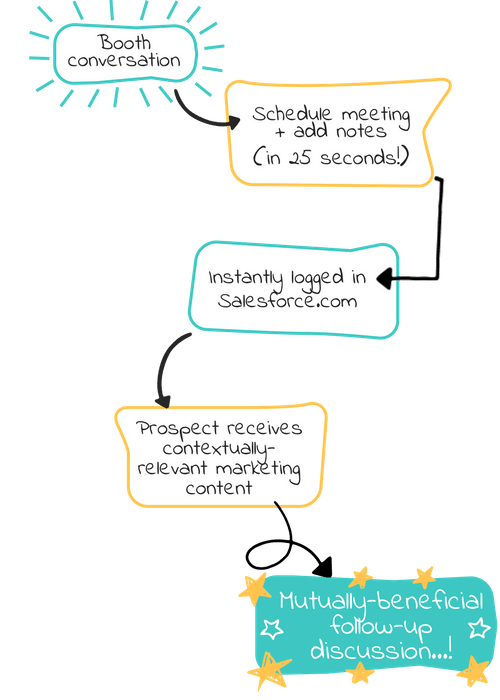 Booth
conversation
Schedule meeting
+ add notes
(in 25 seconds!)
Instantly logged in
Salesforce.com
Prospect receives
contextually-
relevant marketing
content
Mutually-beneficial
follow-up
discussion...!